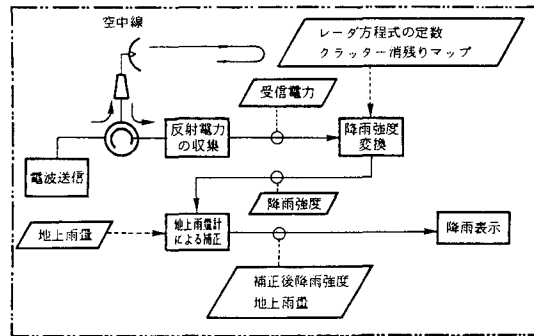 空中線
レーダ方程式の定数
クラッター消残りマップ
受信電力
反射電力
の収集
降雨強度
変換
電波送信
降雨強度
地上雨量
地上雨量計
による補正
降雨表示
補正後降雨強度
地上雨量